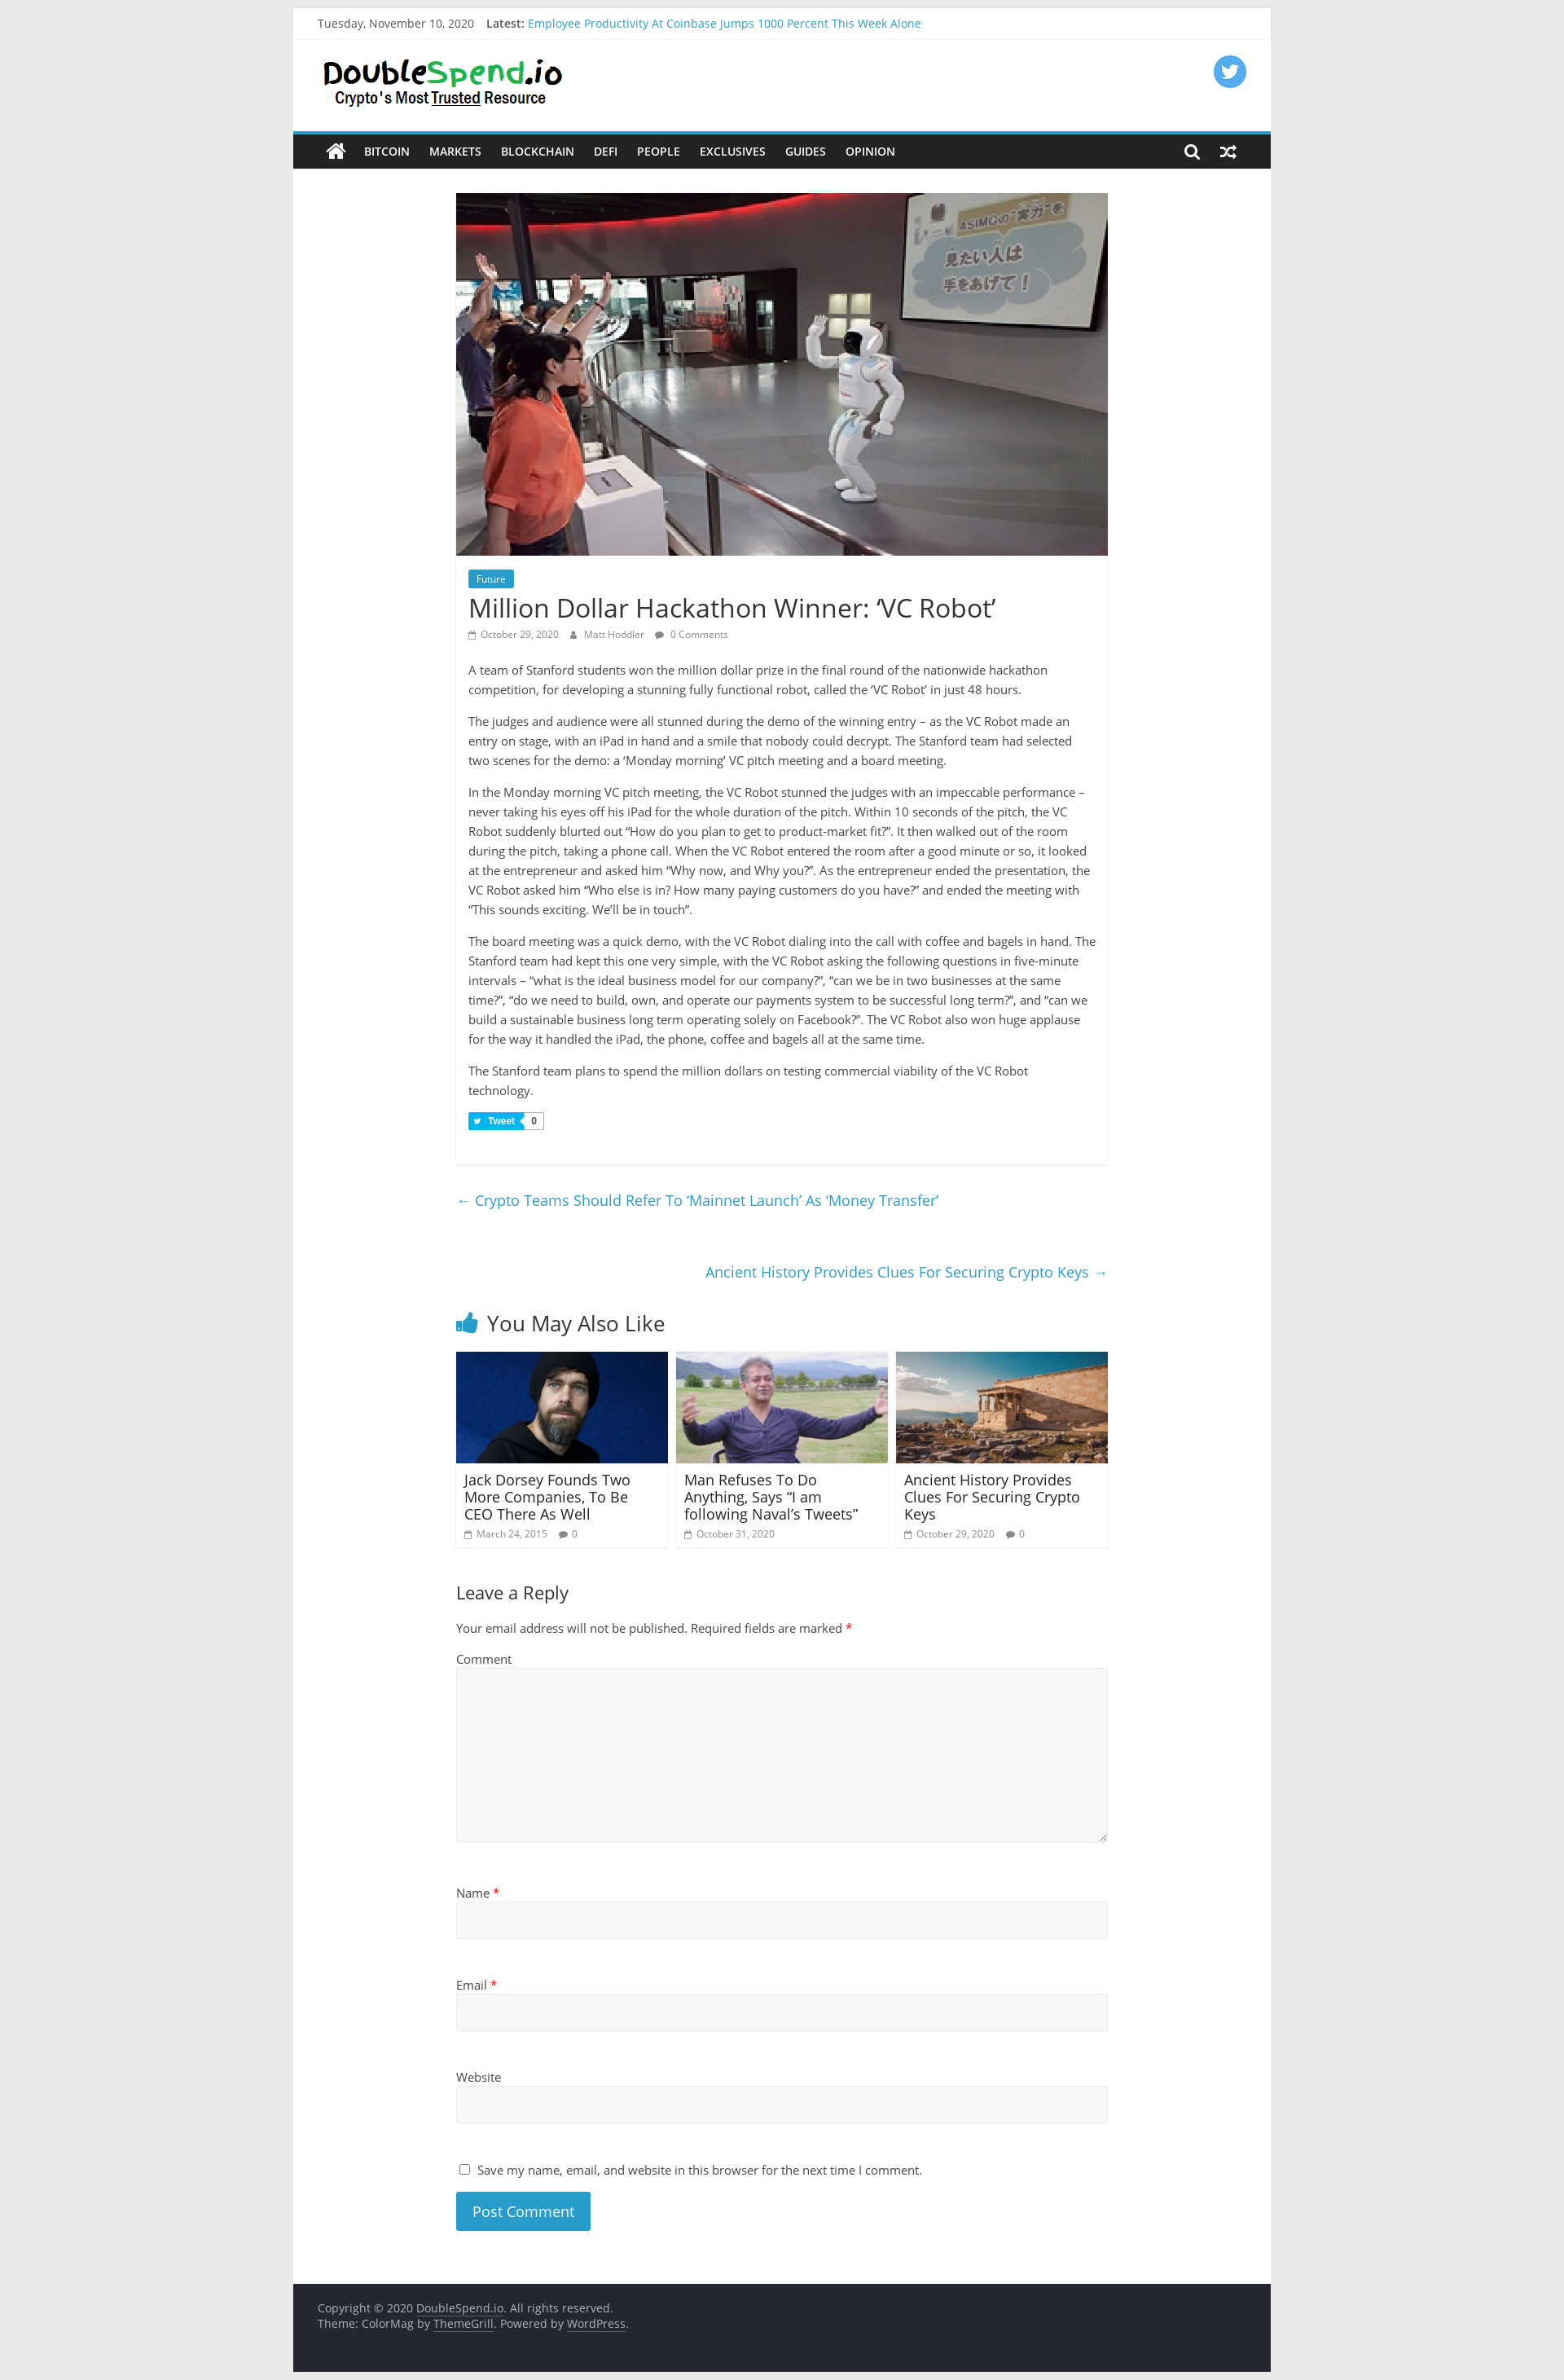 Tuesday, November 10, 2020 Latest: Employee Productivity At Coinbase Jumps 1000 Percent This Week Alone
DoubleSpend.io
Crypto's Most Trusted Resource
BITCOIN MARKETS BLOCKCHAIN DEFI PEOPLE EXCLUSIVES GUIDES OPINION
ASIMOの“実力”を
見たい人は
手をあげて!
Future
Million Dollar Hackathon Winner: ‘VC Robot’
October 29, 2020 Matt Hoddler 0 Comments
A team of Stanford students won the million dollar prize in the final round of the nationwide hackathon
competition, for developing a stunning fully functional robot, called the ‘VC Robot’ in just 48 hours.
The judges and audience were all stunned during the demo of the winning entry – as the VC Robot made an
entry on stage, with an iPad in hand and a smile that nobody could decrypt. The Stanford team had selected
two scenes for the demo: a ‘Monday morning’ VC pitch meeting and a board meeting.
In the Monday morning VC pitch meeting, the VC Robot stunned the judges with an impeccable performance –
never taking his eyes off his iPad for the whole duration of the pitch. Within 10 seconds of the pitch, the VC
Robot suddenly blurted out “How do you plan to get to product-market fit?”. It then walked out of the room
during the pitch, taking a phone call. When the VC Robot entered the room after a good minute or so, it looked
at the entrepreneur and asked him “Why now, and Why you?”. As the entrepreneur ended the presentation, the
VC Robot asked him “Who else is in? How many paying customers do you have?” and ended the meeting with
“This sounds exciting. We’ll be in touch”.
The board meeting was a quick demo, with the VC Robot dialing into the call with coffee and bagels in hand. The
Stanford team had kept this one very simple, with the VC Robot asking the following questions in five-minute
intervals – “what is the ideal business model for our company?”, “can we be in two businesses at the same
time?”, “do we need to build, own, and operate our payments system to be successful long term?”, and “can we
build a sustainable business long term operating solely on Facebook?”. The VC Robot also won huge applause
for the way it handled the iPad, the phone, coffee and bagels all at the same time.
The Stanford team plans to spend the million dollars on testing commercial viability of the VC Robot
technology.
Tweet 0
← Crypto Teams Should Refer To ‘Mainnet Launch’ As ‘Money Transfer’
Ancient History Provides Clues For Securing Crypto Keys →
You May Also Like
Jack Dorsey Founds Two
More Companies, To Be
CEO There As Well
March 24, 2015 0
Man Refuses To Do
Anything, Says “I am
following Naval’s Tweets”
October 31, 2020
Ancient History Provides
Clues For Securing Crypto
Keys
October 29, 2020 0
Leave a Reply
Your email address will not be published. Required fields are marked *
Comment
Name *
Email *
Website
Save my name, email, and website in this browser for the next time I comment.
Post Comment
Copyright © 2020 DoubleSpend.io. All rights reserved.
Theme: ColorMag by ThemeGrill. Powered by WordPress.